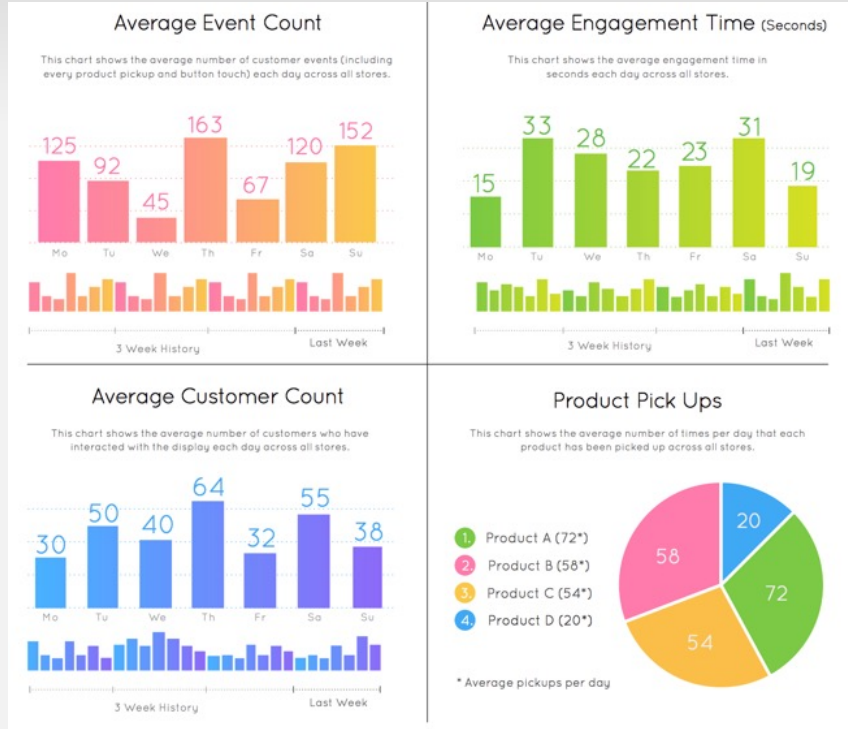 Average Event Count
This chart shows the average number of customer events (including
every product pickup and button touch) each day across all stores.
125
92
45
163
67
120
152
Mo
Tu
We
Th
Fr
Sa
Su
3 Week History
Last Week
Average Engagement Time (Seconds)
This chart shows the average engagement time in
seconds each day across all stores.
15
33
28
22
23
31
19
Mo
Tu
We
Th
Fr
Sa
Su
3 Week History
Last Week
Average Customer Count
This chart shows the average number of customers who have
interacted with the display each day across all stores.
30
50
40
64
32
55
38
Mo
Tu
We
Th
Fr
Sa
Su
3 Week History
Last Week
Product Pick Ups
This chart shows the average number of times per day that each
product has been picked up across all stores.
1. Product A (72*)
2. Product B (58*)
3. Product C (54*)
4. Product D (20*)
20
58
72
54
* Average pickups per day